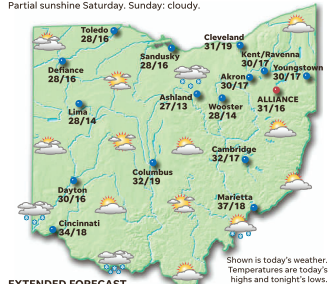 Partial sunshine Saturday. Sunday: cloudy.
Toledo
28/16
Cleveland
31/19
Sandusky
28/16
Kent/Ravenna
30/17
Youngstown
30/17
Defiance
28/16
Akron
30/17
Ashland
27/13
ALLIANCE
31/16
Wooster
28/14
Lima
28/14
Cambridge
32/17
Columbus
32/19
Dayton
30/16
Marietta
37/18
Cincinnati
34/18
Shown is today's weather.
Temperatures are today's
highs and tonight's lows.
EXTENDED FORECAST